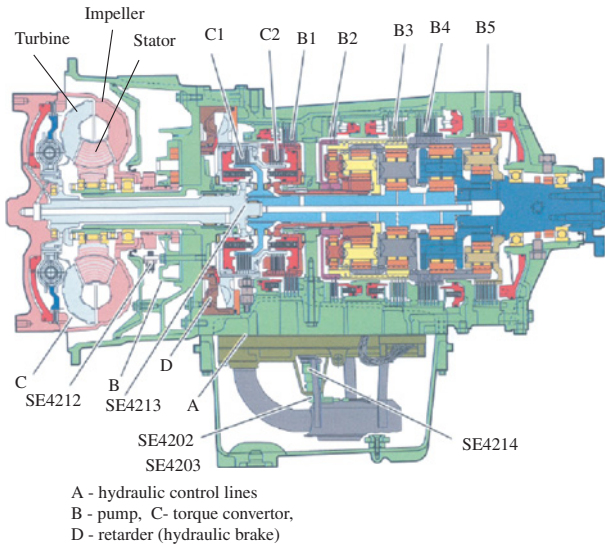 Impeller
Turbine
Stator
C1
C2
B1
B2
B3
B4
B5
C
SE4212
B
SE4213
D
A
SE4202
SE4203
SE4214
A - hydraulic control lines
B - pump, C- torque convertor,
D - retarder (hydraulic brake)